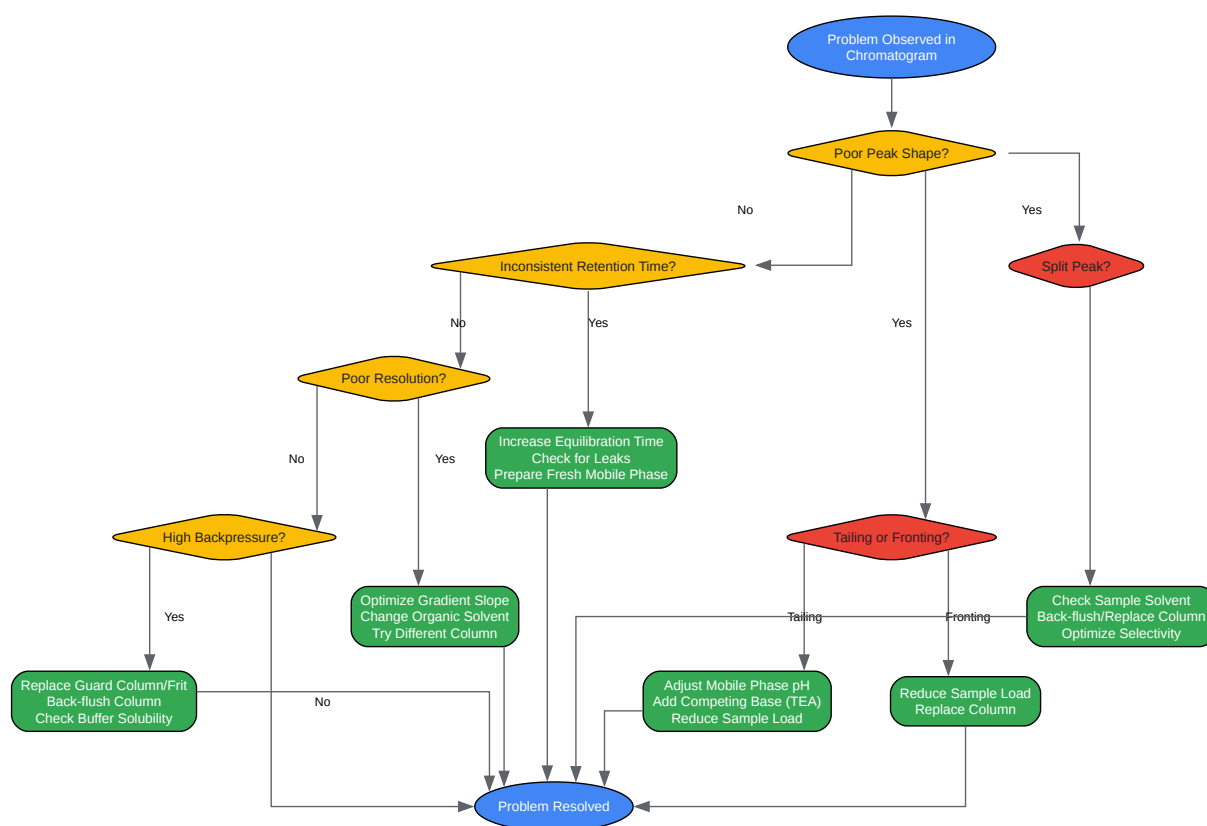 Problem Observed in
Chromatogram
Poor Peak Shape?
No
Yes
Inconsistent Retention Time?
Split Peak?
No
Yes
Yes
Poor Resolution?
Increase Equilibration Time
Check for Leaks
Prepare Fresh Mobile Phase
No
Yes
High Backpressure?
Tailing or Fronting?
Optimize Gradient Slope
Change Organic Solvent
Try Different Column
Check Sample Solvent
Back-flush/Replace Column
Optimize Selectivity
Yes
Tailing
Fronting
Replace Guard Column/Frit
Back-flush Column
Check Buffer Solubility
No
Adjust Mobile Phase pH
Add Competing Base (TEA)
Reduce Sample Load
Reduce Sample Load
Replace Column
Problem Resolved